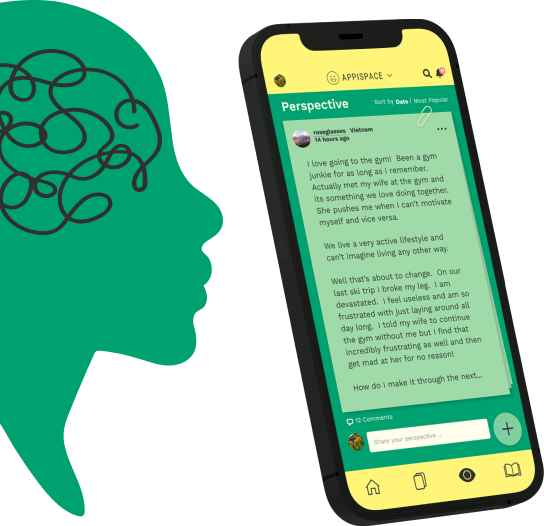 APPISPACE
Perspective
Sort by Date | Most Popular
roseglasses · Vietnam
14 hours ago
I love going to the gym! Been a gym
junkie for as long as I remember.
Actually met my wife at the gym and
its something we love doing together.
She pushes me when I can't motivate
myself and vice versa.
We live a very active lifestyle and
can't imagine living any other way.
Well that's about to change. On our
last ski trip I broke my leg. I am
devastated. I feel useless and am so
frustrated with just laying around all
day long. I told my wife to continue
the gym without me but I find that
incredibly frustrating as well and then
get mad at her for no reason!
How do I make it through the next...
12 Comments
Share your perspective ...